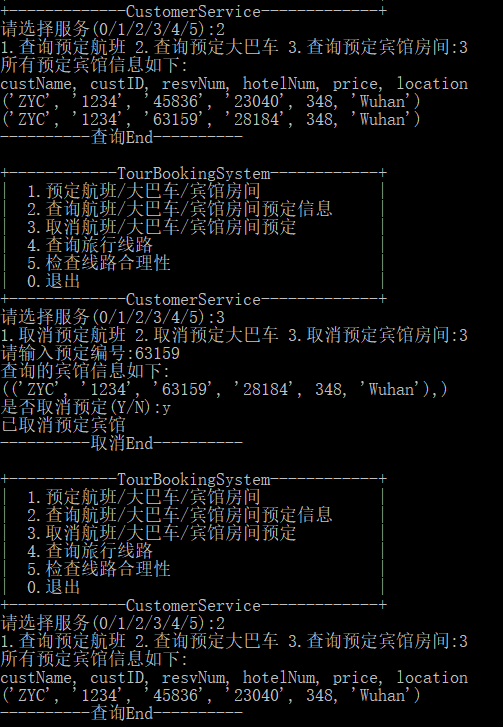 +-------------CustomerService-------------+
请选择服务(0/1/2/3/4/5):2
1.查询预定航班 2.查询预定大巴车 3.查询预定宾馆房间:3
所有预定宾馆信息如下:
custName, custID, resvNum, hotelNum, price, location
('ZYC', '1234', '45836', '23040', 348, 'Wuhan')
('ZYC', '1234', '63159', '28184', 348, 'Wuhan')
----------查询End----------
+------------TourBookingSystem------------+
| 1.预定航班/大巴车/宾馆房间 |
| 2.查询航班/大巴车/宾馆房间预定信息 |
| 3.取消航班/大巴车/宾馆房间预定 |
| 4.查询旅行线路 |
| 5.检查线路合理性 |
| 0.退出 |
+-------------CustomerService-------------+
请选择服务(0/1/2/3/4/5):3
1.取消预定航班 2.取消预定大巴车 3.取消预定宾馆房间:3
请输入预定编号:63159
查询的宾馆信息如下:
(('ZYC', '1234', '63159', '28184', 348, 'Wuhan'),)
是否取消预定(Y/N):y
已取消预定宾馆
----------取消End----------
+------------TourBookingSystem------------+
| 1.预定航班/大巴车/宾馆房间 |
| 2.查询航班/大巴车/宾馆房间预定信息 |
| 3.取消航班/大巴车/宾馆房间预定 |
| 4.查询旅行线路 |
| 5.检查线路合理性 |
| 0.退出 |
+-------------CustomerService-------------+
请选择服务(0/1/2/3/4/5):2
1.查询预定航班 2.查询预定大巴车 3.查询预定宾馆房间:3
所有预定宾馆信息如下:
custName, custID, resvNum, hotelNum, price, location
('ZYC', '1234', '45836', '23040', 348, 'Wuhan')
----------查询End----------